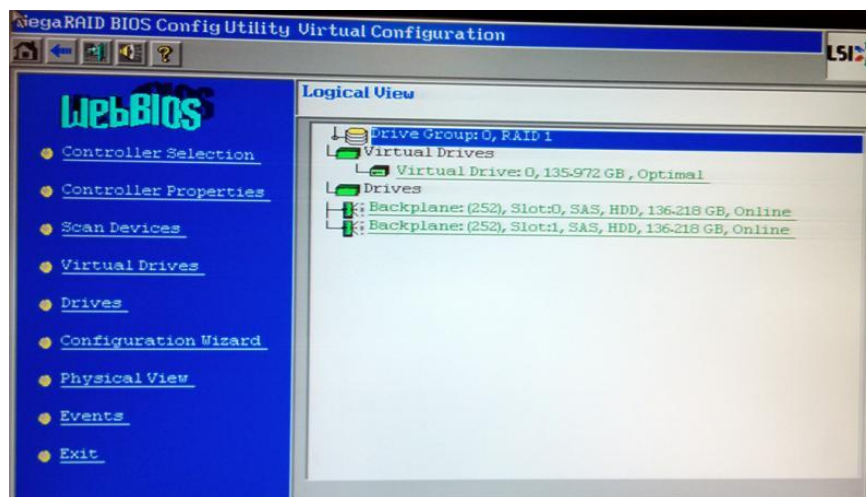 MegaRAID BIOS Config Utility Virtual Configuration
LSI
WebBIOS
Controller Selection
Controller Properties
Scan Devices
Virtual Drives
Drives
Configuration Wizard
Physical View
Events
Exit
Logical View
Drive Group: 0, RAID 1
Virtual Drives
Virtual Drive: 0, 135.972 GB, Optimal
Drives
Backplane: (252), Slot:0, SAS, HDD, 136.218 GB, Online
Backplane: (252), Slot:1, SAS, HDD, 136.218 GB, Online